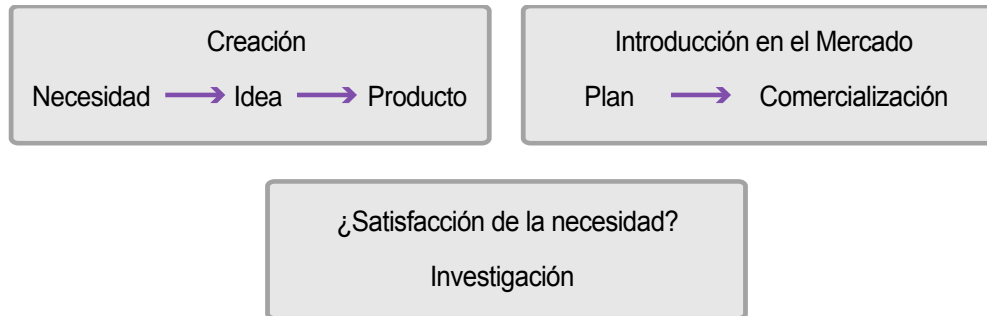 Creación
Necesidad → Idea → Producto
Introducción en el Mercado
Plan → Comercialización
¿Satisfacción de la necesidad?
Investigación